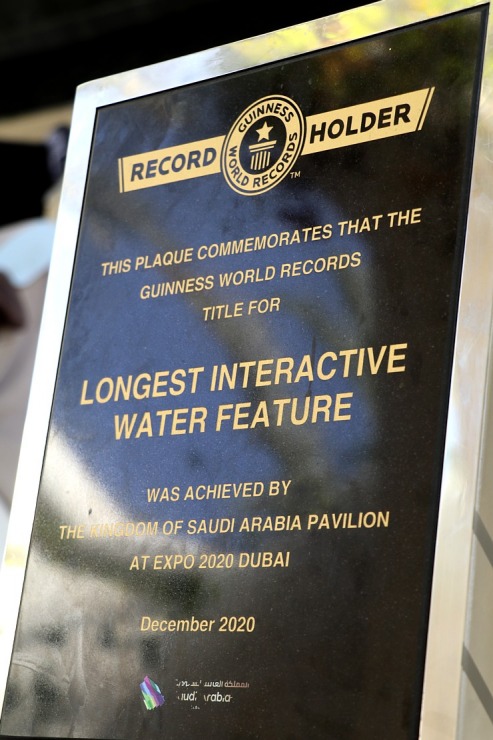 RECORD HOLDER
GUINNESS WORLD RECORDS
TM
THIS PLAQUE COMMEMORATES THAT THE
GUINNESS WORLD RECORDS
TITLE FOR
LONGEST INTERACTIVE
WATER FEATURE
WAS ACHIEVED BY
THE KINGDOM OF SAUDI ARABIA PAVILION
AT EXPO 2020 DUBAI
December 2020